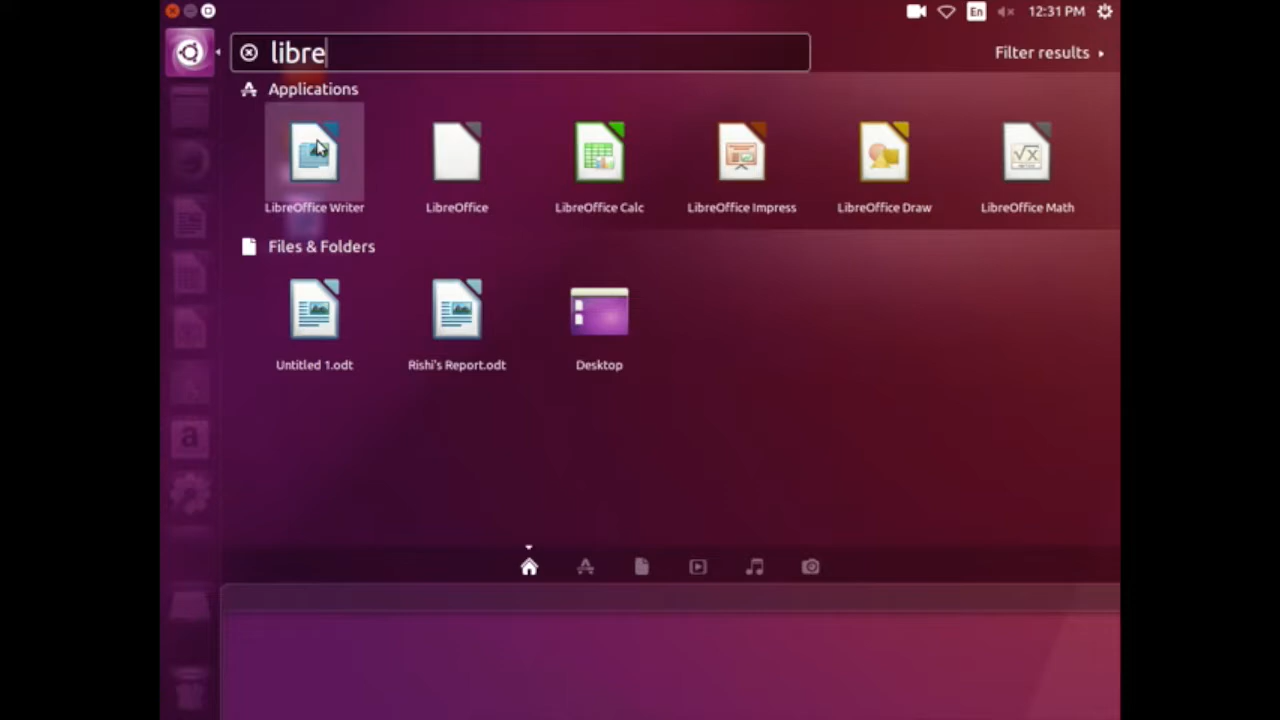 En 12:31 PM
libre
Filter results
Applications
LibreOffice Writer LibreOffice LibreOffice Calc LibreOffice Impress LibreOffice Draw LibreOffice Math
Files & Folders
Untitled 1.odt Rishi's Report.odt Desktop
a